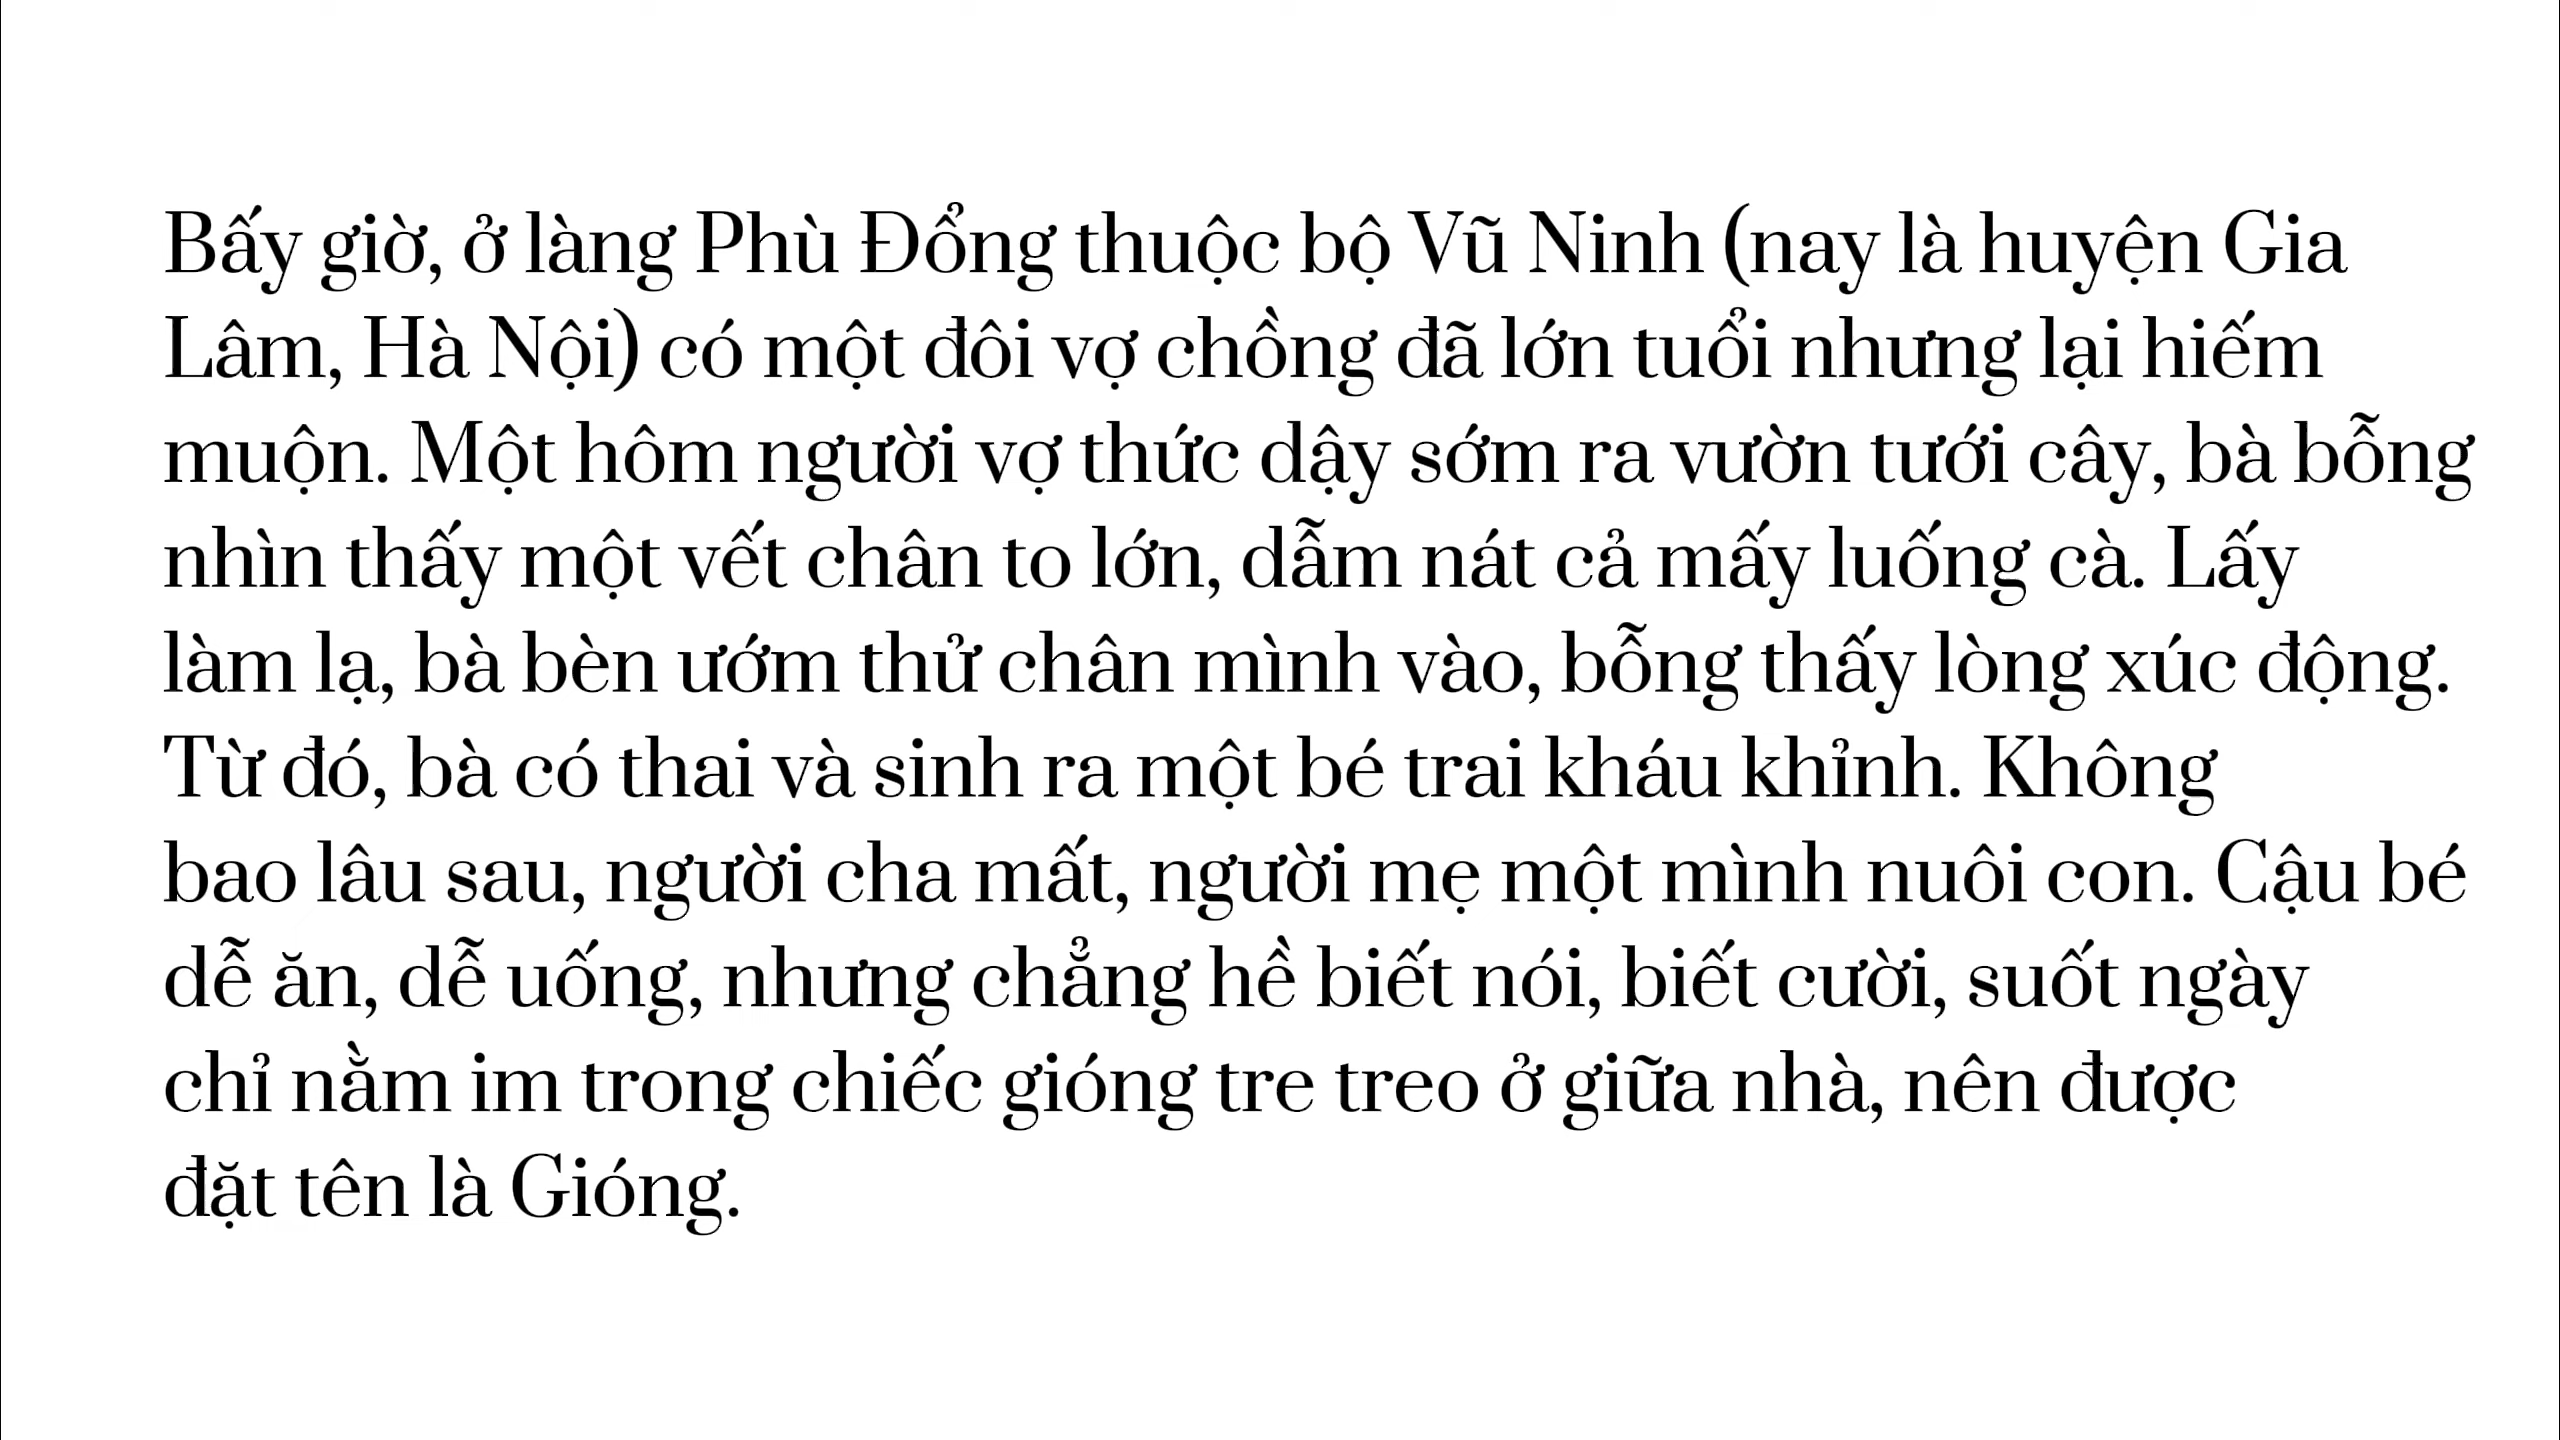 Bấy giờ, ở làng Phù Đổng thuộc bộ Vũ Ninh (nay là huyện Gia
Lâm, Hà Nội) có một đôi vợ chồng đã lớn tuổi nhưng lại hiếm
muộn. Một hôm người vợ thức dậy sớm ra vườn tưới cây, bà bỗng
nhìn thấy một vết chân to lớn, dẫm nát cả mấy luống cà. Lấy
làm lạ, bà bèn ướm thử chân mình vào, bỗng thấy lòng xúc động.
Từ đó, bà có thai và sinh ra một bé trai kháu khỉnh. Không
bao lâu sau, người cha mất, người mẹ một mình nuôi con. Cậu bé
dễ ăn, dễ uống, nhưng chẳng hề biết nói, biết cười, suốt ngày
chỉ nằm im trong chiếc gióng tre treo ở giữa nhà, nên được
đặt tên là Gióng.